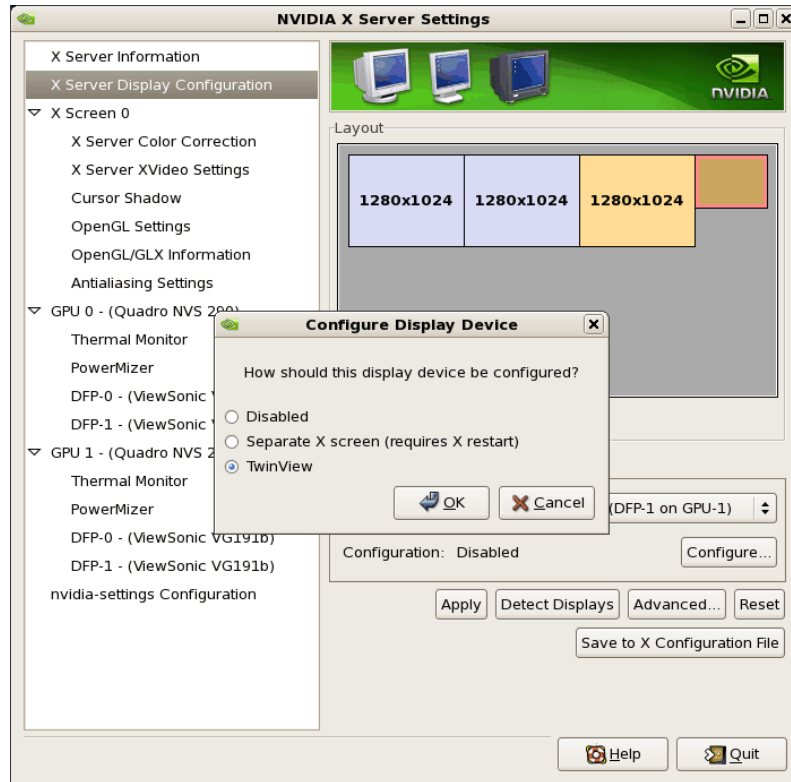 NVIDIA X Server Settings
X Server Information
X Server Display Configuration
X Screen 0
X Server Color Correction
X Server XVideo Settings
Cursor Shadow
OpenGL Settings
OpenGL/GLX Information
Antialiasing Settings
GPU 0 - (Quadro NVS 290)
Thermal Monitor
PowerMizer
DFP-0 - (ViewSonic
DFP-1 - (ViewSonic
GPU 1 - (Quadro NVS 2
Thermal Monitor
PowerMizer
DFP-0 - (ViewSonic VG191b)
DFP-1 - (ViewSonic VG191b)
nvidia-settings Configuration
NVIDIA
Layout
1280x1024 1280x1024 1280x1024
Configure Display Device
How should this display device be configured?
Disabled
Separate X screen (requires X restart)
TwinView
OK Cancel
(DFP-1 on GPU-1)
Configuration: Disabled Configure...
Apply Detect Displays Advanced... Reset
Save to X Configuration File
Help Quit